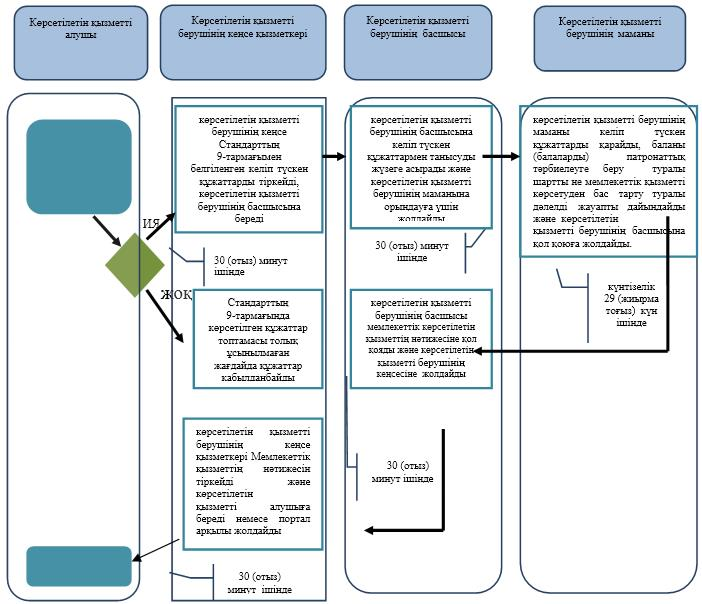 Көрсетілетін қызметті
алушы
Көрсетілетін қызметті
берушінің кеңсе қызметкері
Көрсетілетін қызметті
берушінің басшысы
Көрсетілетін қызметті
берушінің маманы
көрсетілетін қызметті
берушінің кеңсе
Стандарттың
9-тармағымен
белгіленген келіп түскен
құжаттарды тіркейді,
көрсетілетін қызметті
берушінің басшысына
береді
көрсетілетін қызметті
берушінің басшысына
келіп түскен
құжаттармен танысуды
жүзеге асырады және
көрсетілетін қызметті
берушінің маманына
орындауға үшін
жолдайды
көрсетілетін қызметті берушінің
маманы келіп түскен
құжаттарды қарайды, баланы
(балаларды) патронаттық
тәрбиелеуге беру туралы
шартты не мемлекеттік қызметті
көрсетуден бас тарту туралы
дәлелді жауапты дайындайды
және көрсетілетін
қызметті берушінің басшысына
қол қоюға жолдайды.
ИЯ
30 (отыз) минут
ішінде
30 (отыз) минут
ішінде
күнтізелік
29 (жиырма
тоғыз) күн
ішінде
ЖОҚ
Стандарттың
9-тармағында
көрсетілген құжаттар
топтамасы толық
ұсынылмаған
жағдайда құжаттар
қабылданбайды
көрсетілетін қызметті
берушінің басшысы
мемлекеттік көрсетілетін
қызметтің нәтижесіне қол
қояды және көрсетілетін
қызметті берушінің
кеңсесіне жолдайды
көрсетілетін қызметті
берушінің кеңсе
қызметкері Мемлекеттік
қызметтің нәтижесін
тіркейді және
көрсетілетін
қызметті алушыға
береді немесе портал
арқылы жолдайды
30 (отыз)
минут ішінде
30 (отыз)
минут ішінде